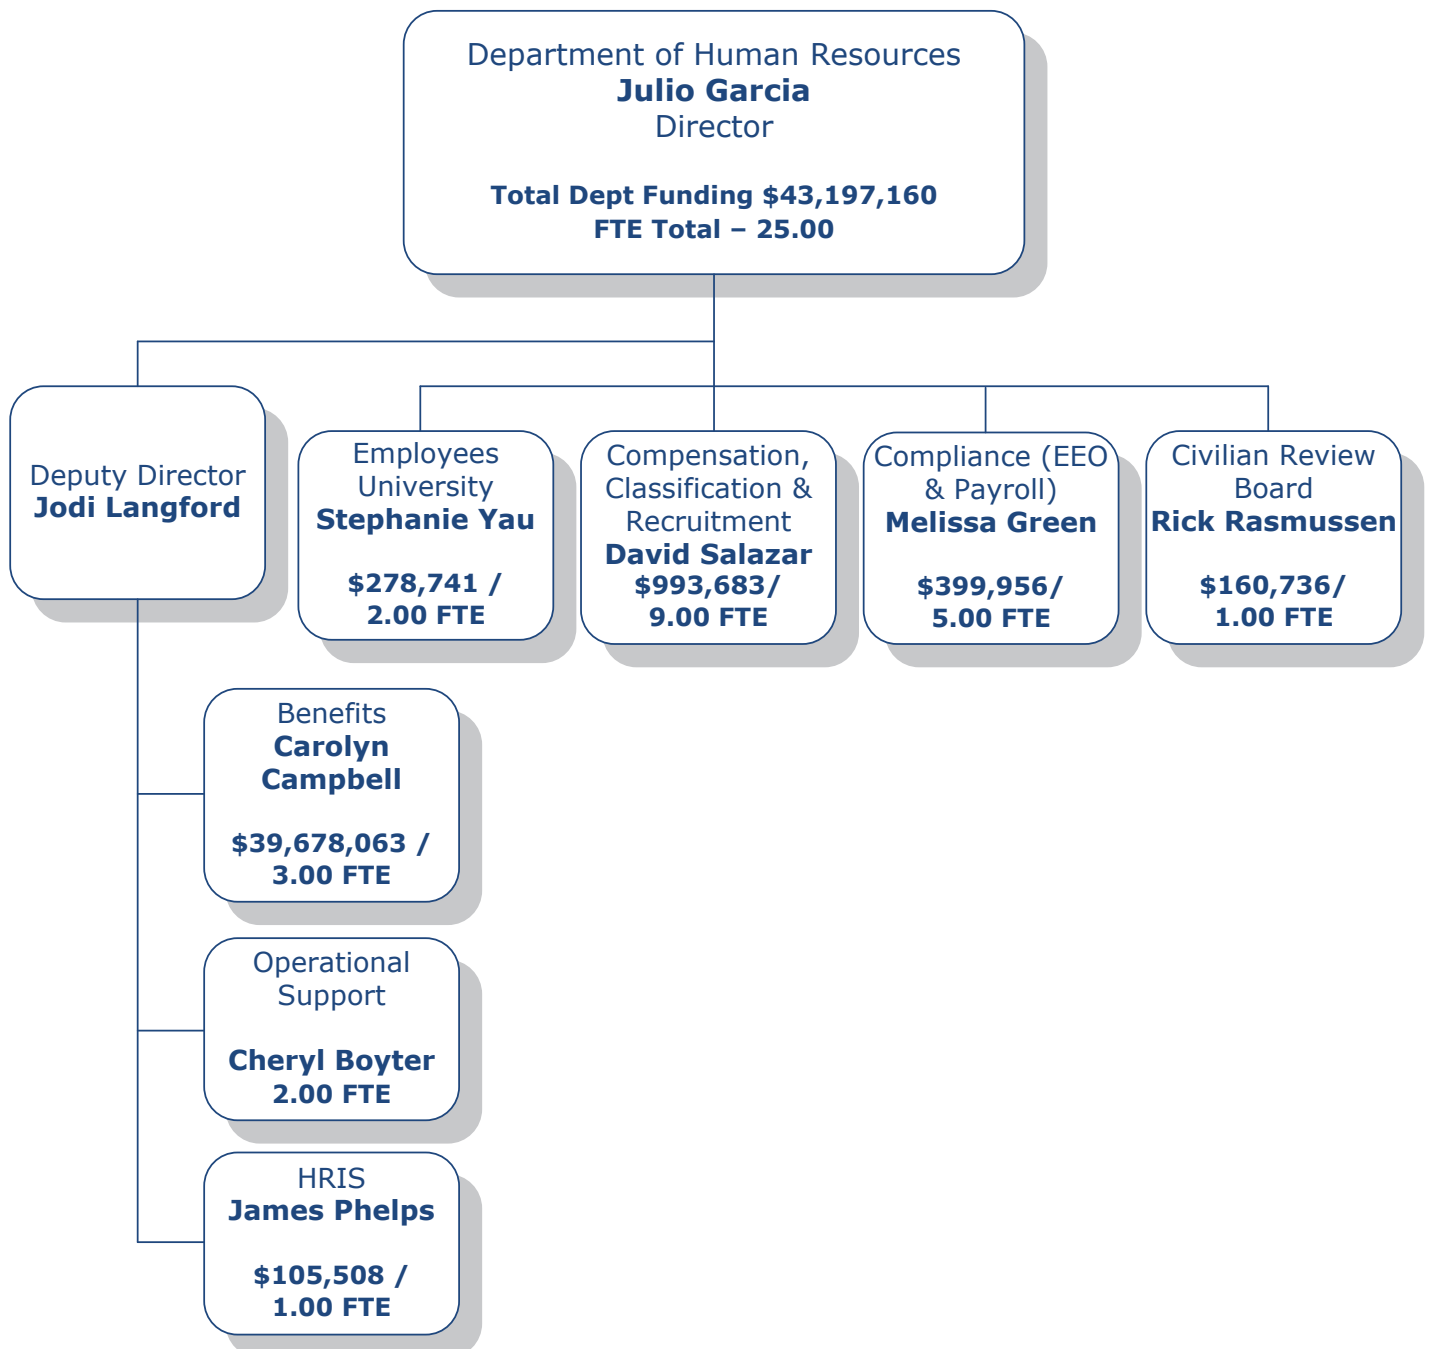 Department of Human Resources
Julio Garcia
Director
Total Dept Funding $43,197,160
FTE Total – 25.00
Deputy Director
Jodi Langford
Employees
University
Stephanie Yau
$278,741 /
2.00 FTE
Compensation,
Classification &
Recruitment
David Salazar
$993,683/
9.00 FTE
Compliance (EEO
& Payroll)
Melissa Green
$399,956/
5.00 FTE
Civilian Review
Board
Rick Rasmussen
$160,736/
1.00 FTE
Benefits
Carolyn
Campbell
$39,678,063 /
3.00 FTE
Operational
Support
Cheryl Boyter
2.00 FTE
HRIS
James Phelps
$105,508 /
1.00 FTE